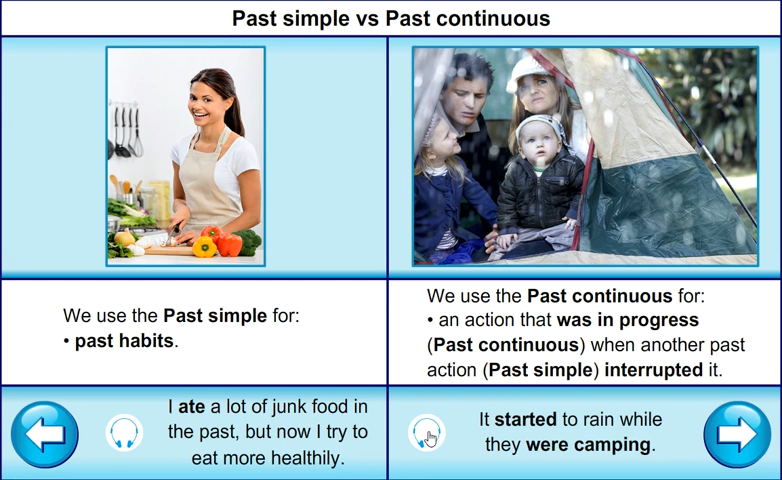 Past simple vs Past continuous
We use the Past simple for:
• past habits.
We use the Past continuous for:
• an action that was in progress
(Past continuous) when another past
action (Past simple) interrupted it.
I ate a lot of junk food in
the past, but now I try to
eat more healthily.
It started to rain while
they were camping.